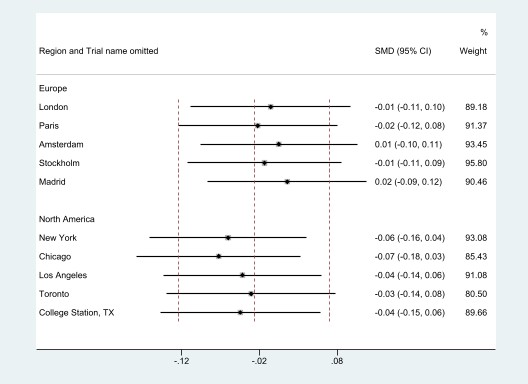 %
Region and Trial name omitted SMD (95% CI) Weight
Europe
London -0.01 (-0.11, 0.10) 89.18
Paris -0.02 (-0.12, 0.08) 91.37
Amsterdam 0.01 (-0.10, 0.11) 93.45
Stockholm -0.01 (-0.11, 0.09) 95.80
Madrid 0.02 (-0.09, 0.12) 90.46
North America
New York -0.06 (-0.16, 0.04) 93.08
Chicago -0.07 (-0.18, 0.03) 85.43
Los Angeles -0.04 (-0.14, 0.06) 91.08
Toronto -0.03 (-0.14, 0.08) 80.50
College Station, TX -0.04 (-0.15, 0.06) 89.66
-.12 -.02 .08